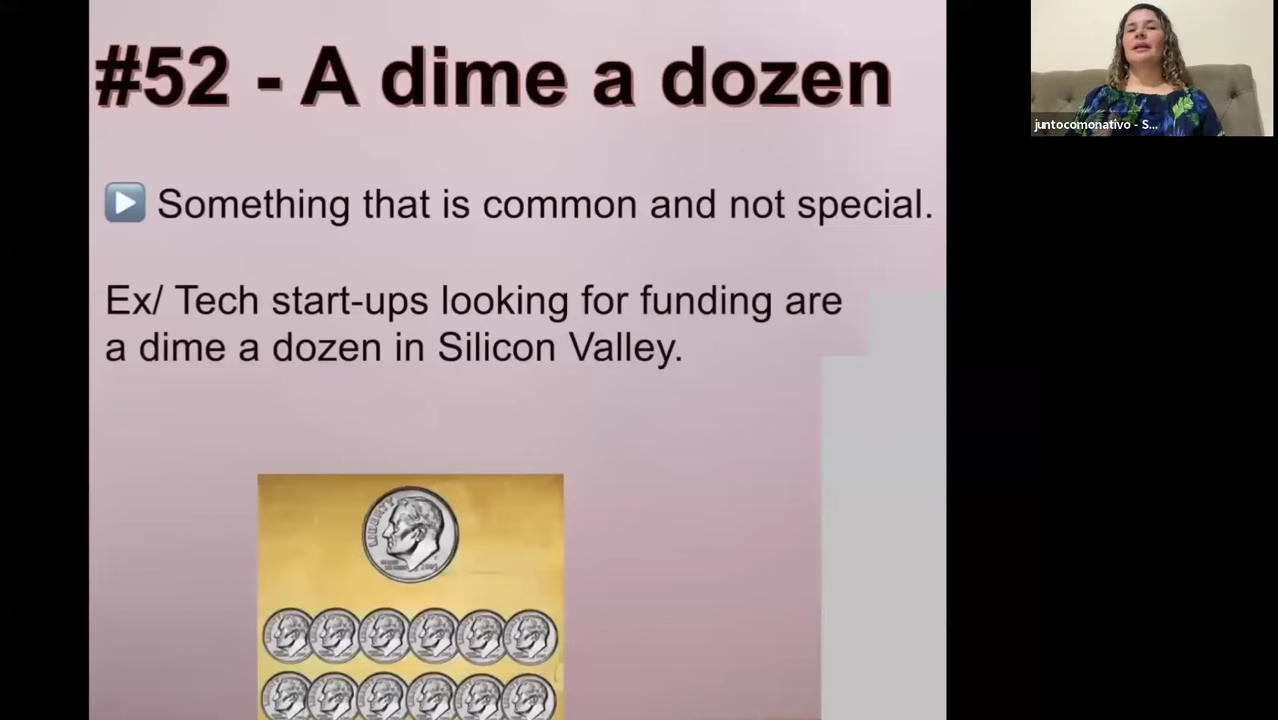 #52 - A dime a dozen
▶️ Something that is common and not special.
Ex/ Tech start-ups looking for funding are
a dime a dozen in Silicon Valley.
juntocomonativo - S...
LIBERTY